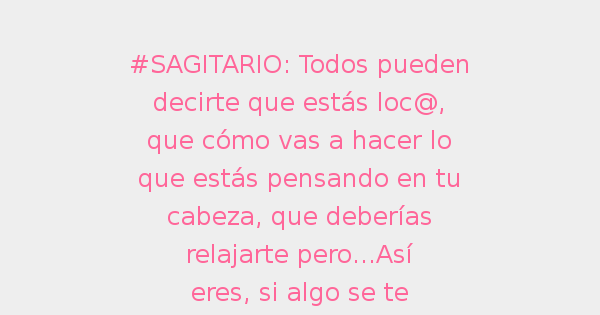 #SAGITARIO: Todos pueden
decirte que estás loc@,
que cómo vas a hacer lo
que estás pensando en tu
cabeza, que deberías
relajarte pero...Así
eres, si algo se te